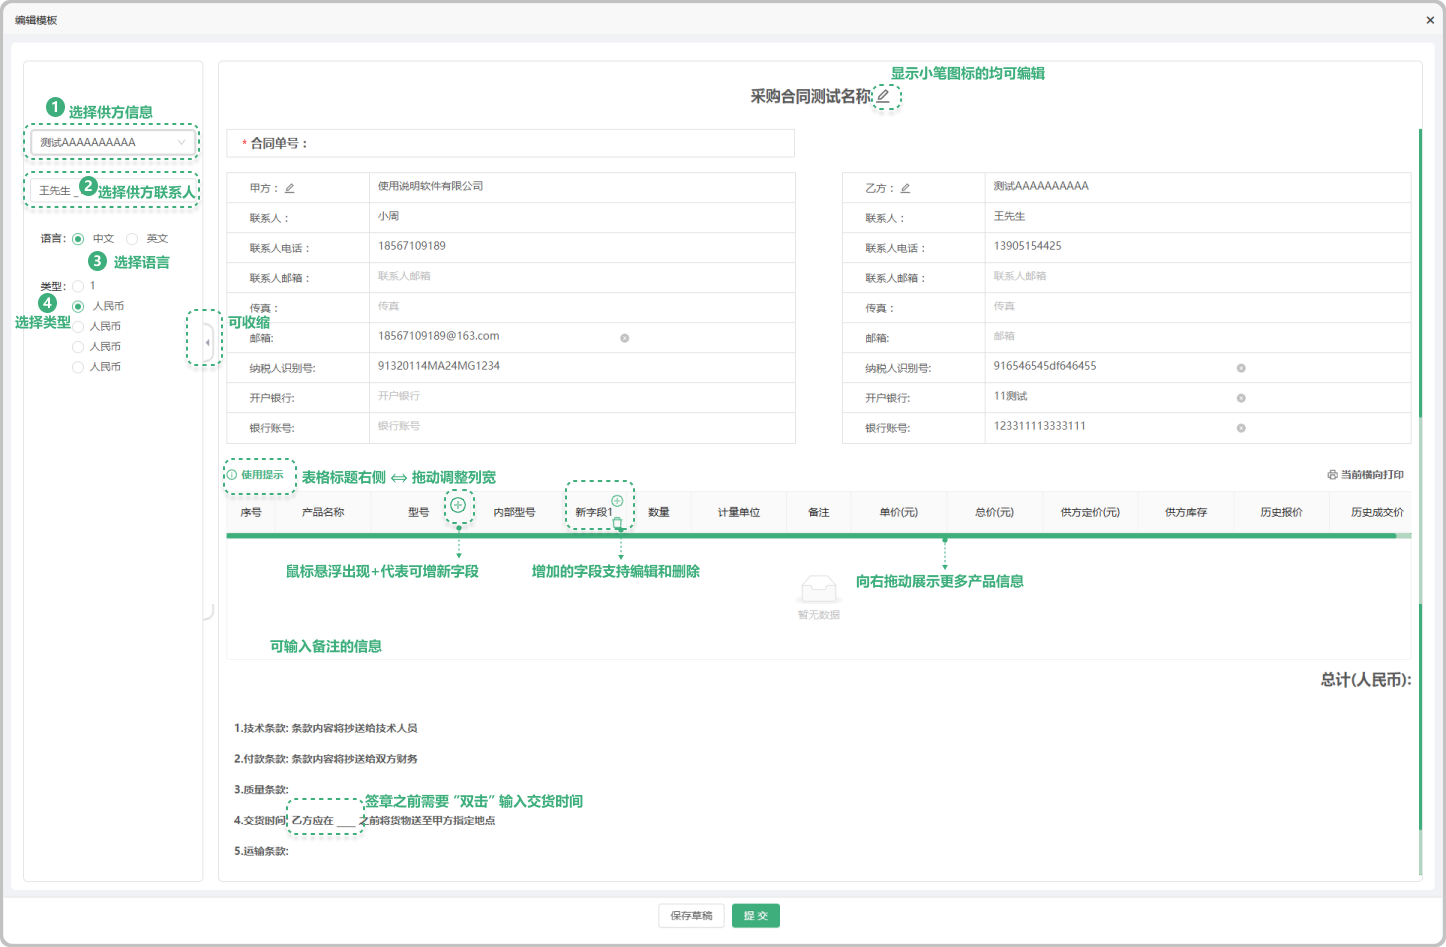 编辑模板
显示小笔图标的均可编辑
采购合同测试名称
1 选择供方信息
测试AAAAAAAAAA
2 选择供方联系人
王先生 _
语言: 中文 英文
3 选择语言
类型: 1
4 选择类型
人民币
人民币
人民币
人民币
可收缩
* 合同单号：
甲方： 使用说明软件有限公司
联系人： 小周
联系人电话： 18567109189
联系人邮箱： 联系人邮箱
传真： 传真
邮箱: 18567109189@163.com
纳税人识别号: 91320114MA24MG1234
开户银行: 开户银行
银行账号: 银行账号
乙方： 测试AAAAAAAAAA
联系人： 王先生
联系人电话： 13905154425
联系人邮箱： 联系人邮箱
传真： 传真
邮箱: 邮箱
纳税人识别号: 916546545df646455
开户银行: 11测试
银行账号: 123311113333111
使用提示 表格标题右侧 ⇔ 拖动调整列宽
当前横向打印
序号 产品名称 型号 内部型号 新字段1 数量 计量单位 备注 单价(元) 总价(元) 供方定价(元) 供方库存 历史报价 历史成交价
鼠标悬浮出现+代表可增新字段
增加的字段支持编辑和删除
向右拖动展示更多产品信息
暂无数据
可输入备注的信息
总计(人民币):
1.技术条款: 条款内容将抄送给技术人员
2.付款条款: 条款内容将抄送给双方财务
3.质量条款:
签章之前需要 “双击” 输入交货时间
4.交货时间 乙方应在 ___ 之前将货物送至甲方指定地点
5.运输条款:
保存草稿 提 交